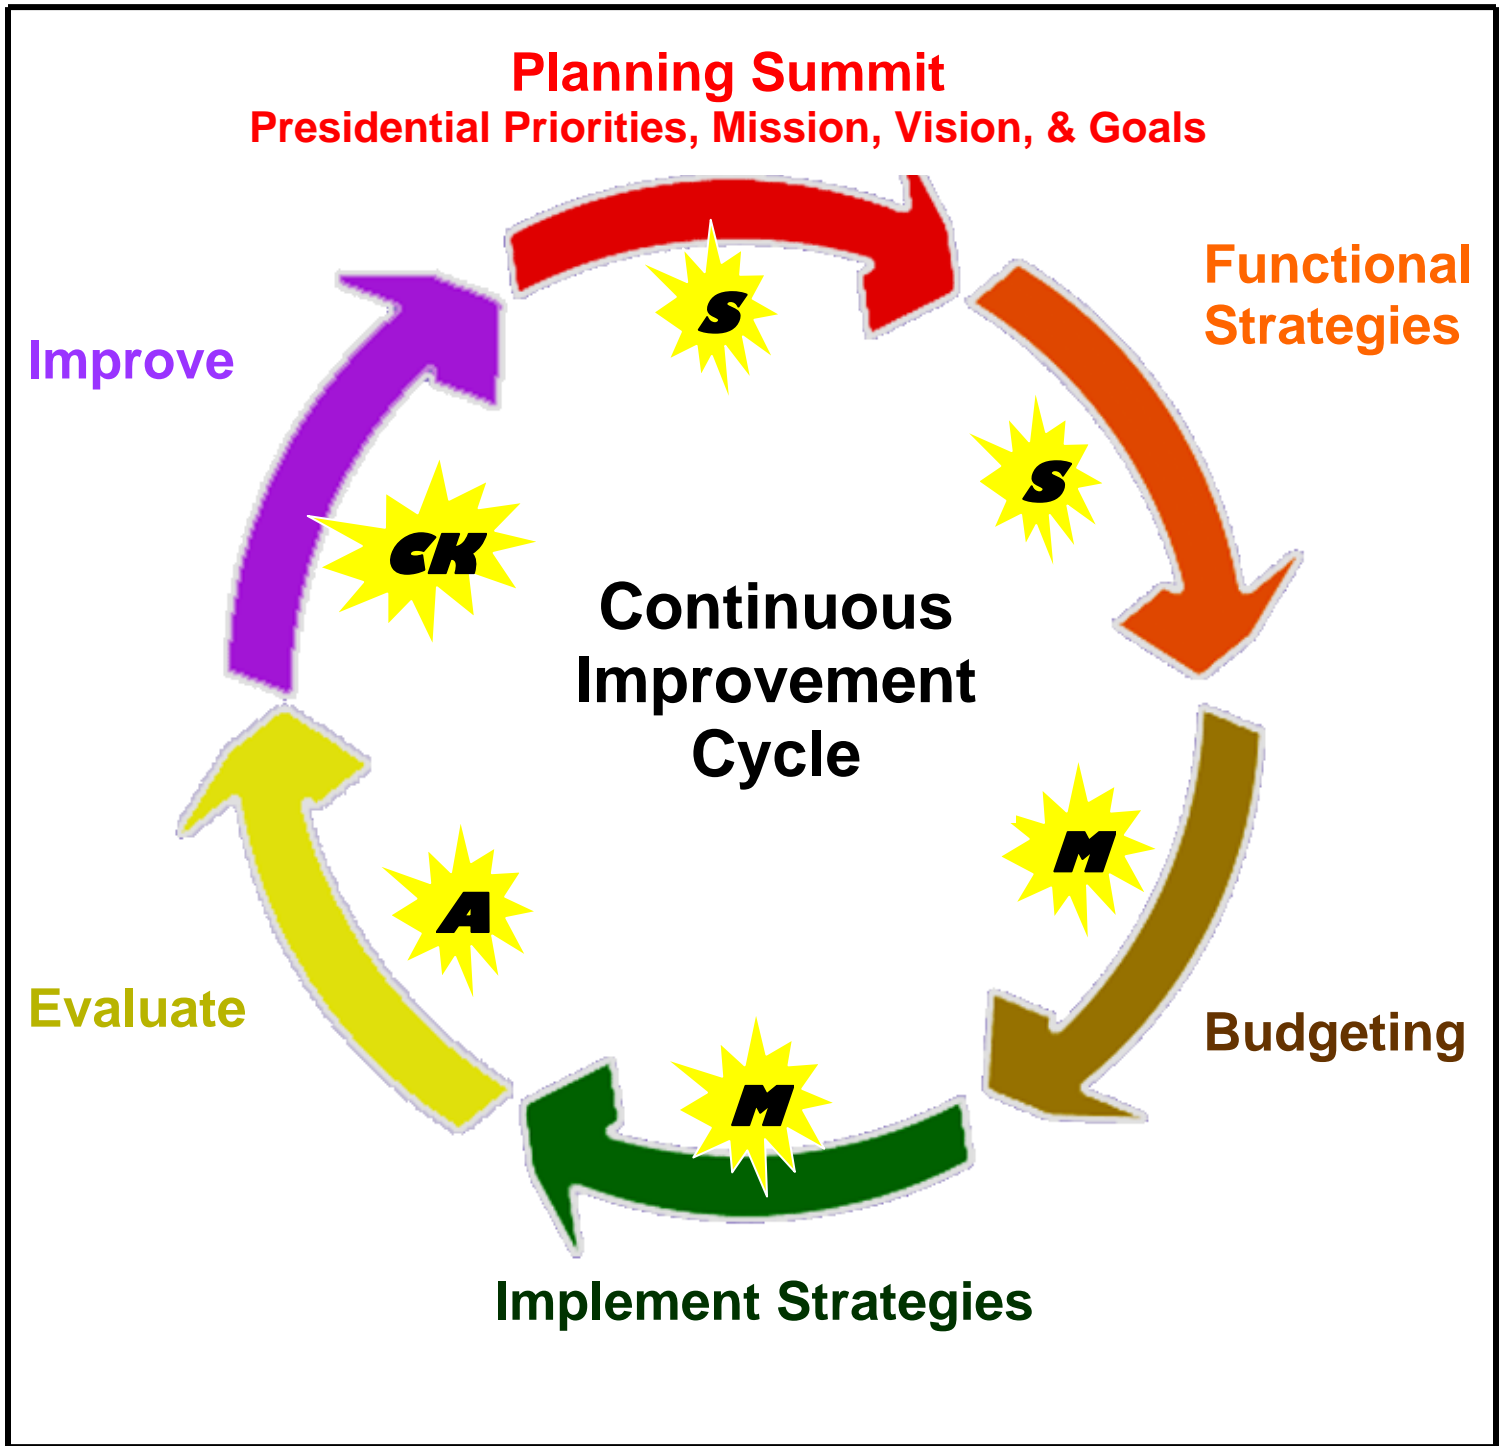 Planning Summit
Presidential Priorities, Mission, Vision, & Goals
Functional
Strategies
Improve
S
S
CK
Continuous
Improvement
Cycle
M
A
Evaluate
Budgeting
M
Implement Strategies